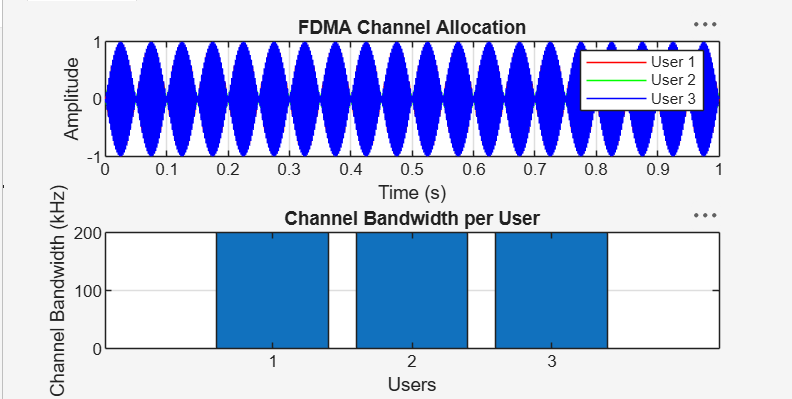 FDMA Channel Allocation
Amplitude
1
0
-1
User 1
User 2
User 3
0 0.1 0.2 0.3 0.4 0.5 0.6 0.7 0.8 0.9 1
Time (s)
Channel Bandwidth per User
Channel Bandwidth (kHz)
200
100
0
1 2 3
Users